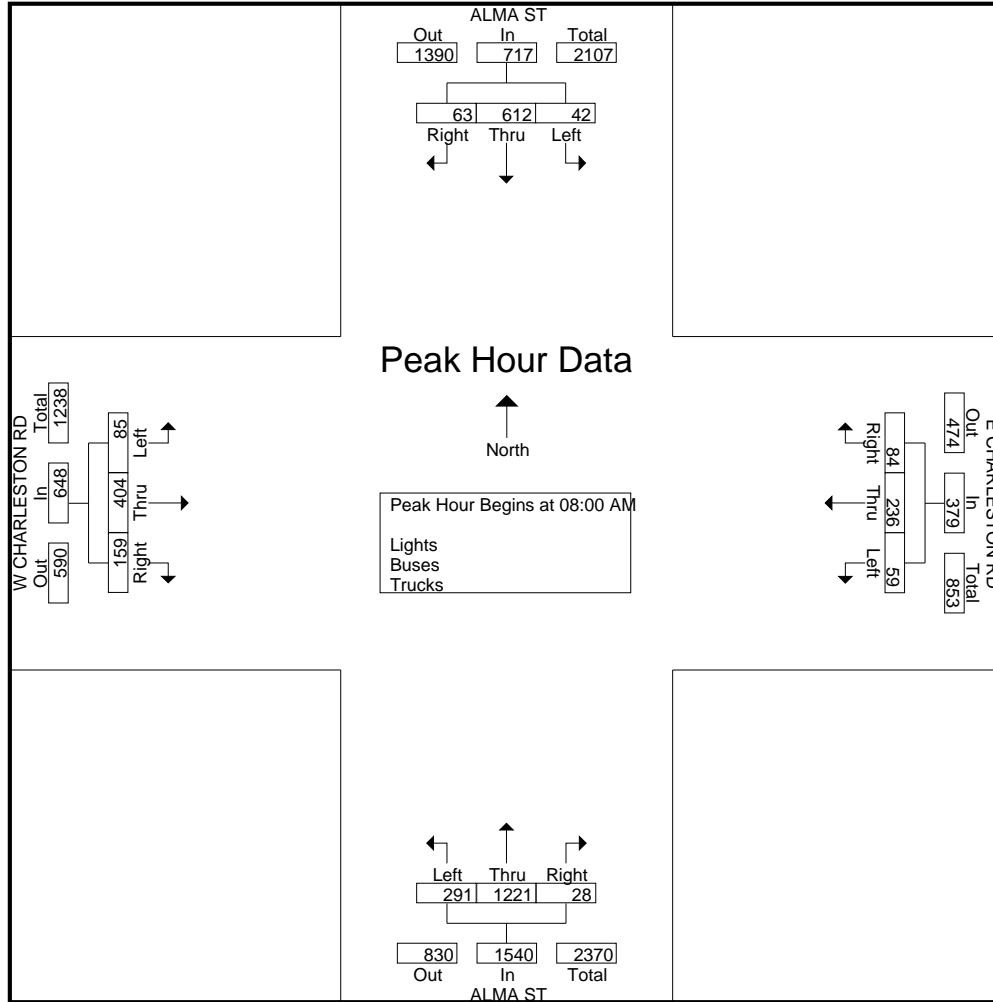 ALMA ST
Out In Total
1390 717 2107
63 612 42
Right Thru Left
Peak Hour Data
North
Peak Hour Begins at 08:00 AM
Lights
Buses
Trucks
W CHARLESTON RD
Out In Total
590 648 1238
159 404 85
Right Thru Left
E CHARLESTON RD
Out In Total
474 379 853
84 236 59
Right Thru Left
Left Thru Right
291 1221 28
830 1540 2370
Out In Total
ALMA ST